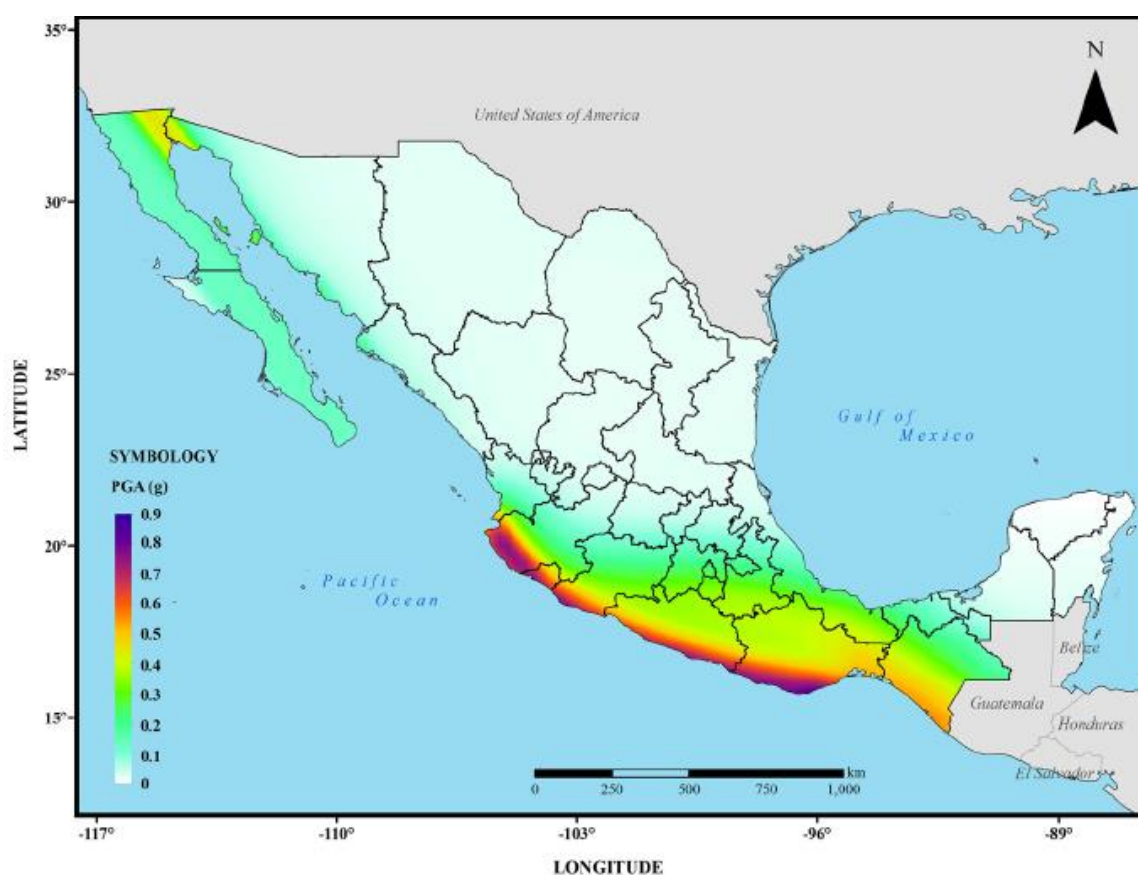 35°
N
United States of America
30°
25°
LATITUDE
Gulf of
Mexico
SYMBOLOGY
PGA (g)
0.9
0.8
0.7
0.6
0.5
0.4
0.3
0.2
0.1
0
20°
Pacific
Ocean
Belize
Guatemala
15°
Honduras
El Salvador
km
0
250
500
750
1,000
-117°
-110°
-103°
-96°
-89°
LONGITUDE